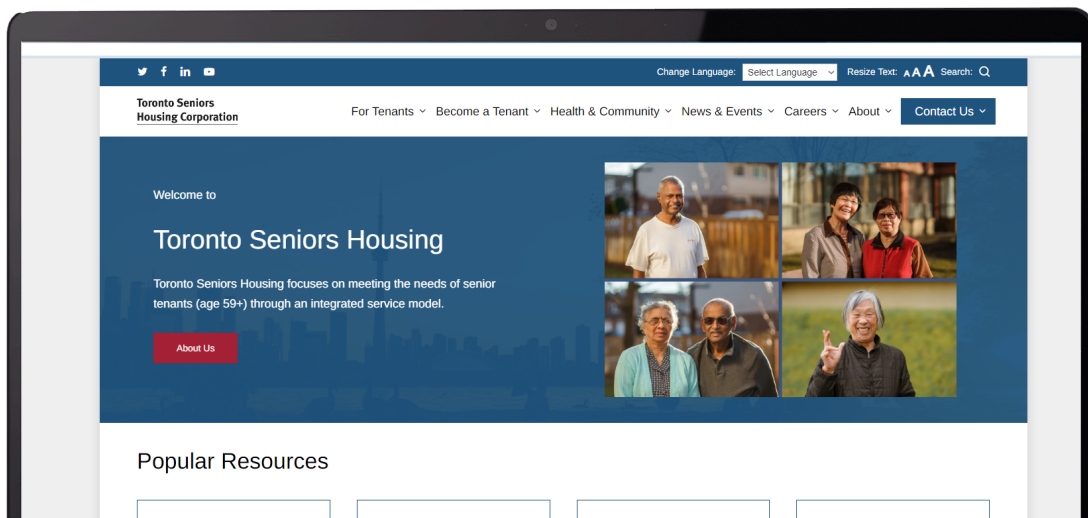 Change Language: Select Language Resize Text: A A A Search:
Toronto Seniors
Housing Corporation
For Tenants Become a Tenant Health & Community News & Events Careers About Contact Us
Welcome to
Toronto Seniors Housing
Toronto Seniors Housing focuses on meeting the needs of senior
tenants (age 59+) through an integrated service model.
About Us
Popular Resources